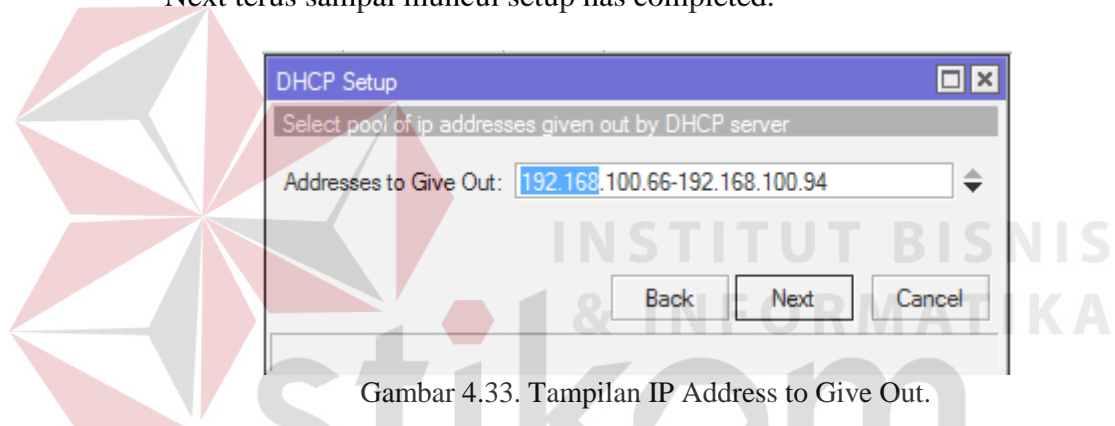 Next terus sampai muncul setup has completed.
DHCP Setup
Select pool of ip addresses given out by DHCP server
Addresses to Give Out: 192.168.100.66-192.168.100.94
INSTITUT BISNIS
Back Next Cancel
& INFORMATIKA
stikom
Gambar 4.33. Tampilan IP Address to Give Out.